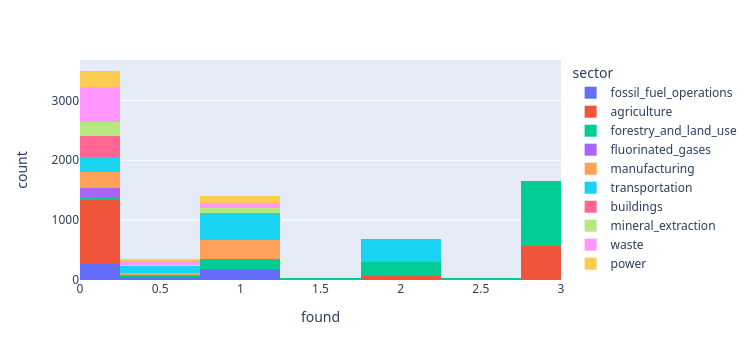 3000
2000
1000
0
count
0
0.5
1
1.5
2
2.5
3
found
sector
fossil_fuel_operations
agriculture
forestry_and_land_use
fluorinated_gases
manufacturing
transportation
buildings
mineral_extraction
waste
power